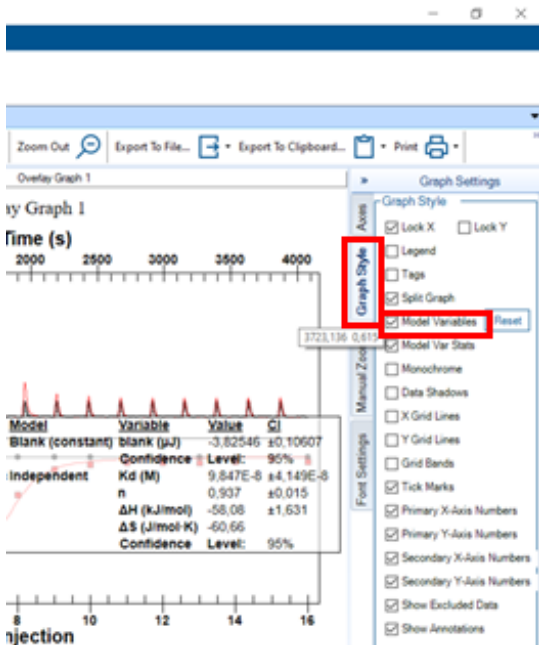 Zoom Out Export To File... Export To Clipboard... Print
Overlay Graph 1
Graph Settings
ay Graph 1
Time (s)
2000 2500 3000 3500 4000
3723,136 0,615
Model Variable Value CI
Blank (constant) blank (µJ) -3,82546 ±0,10607
Confidence Level: 95%
Independent Kd (M) 9,847E-8 ±4,149E-8
n 0,937 ±0,015
ΔH (kJ/mol) -58,08 ±1,631
ΔS (J/mol·K) -60,66
Confidence Level: 95%
8 10 12 14 16
njection
Axes
Graph Style
Manual Zoo
Font Settings
Graph Style
Lock X Lock Y
Legend
Tags
Split Graph
Model Variables Reset
Model Var Stats
Monochrome
Data Shadows
X Grid Lines
Y Grid Lines
Grid Bands
Tick Marks
Primary X-Axis Numbers
Primary Y-Axis Numbers
Secondary X-Axis Numbers
Secondary Y-Axis Numbers
Show Excluded Data
Show Annotations